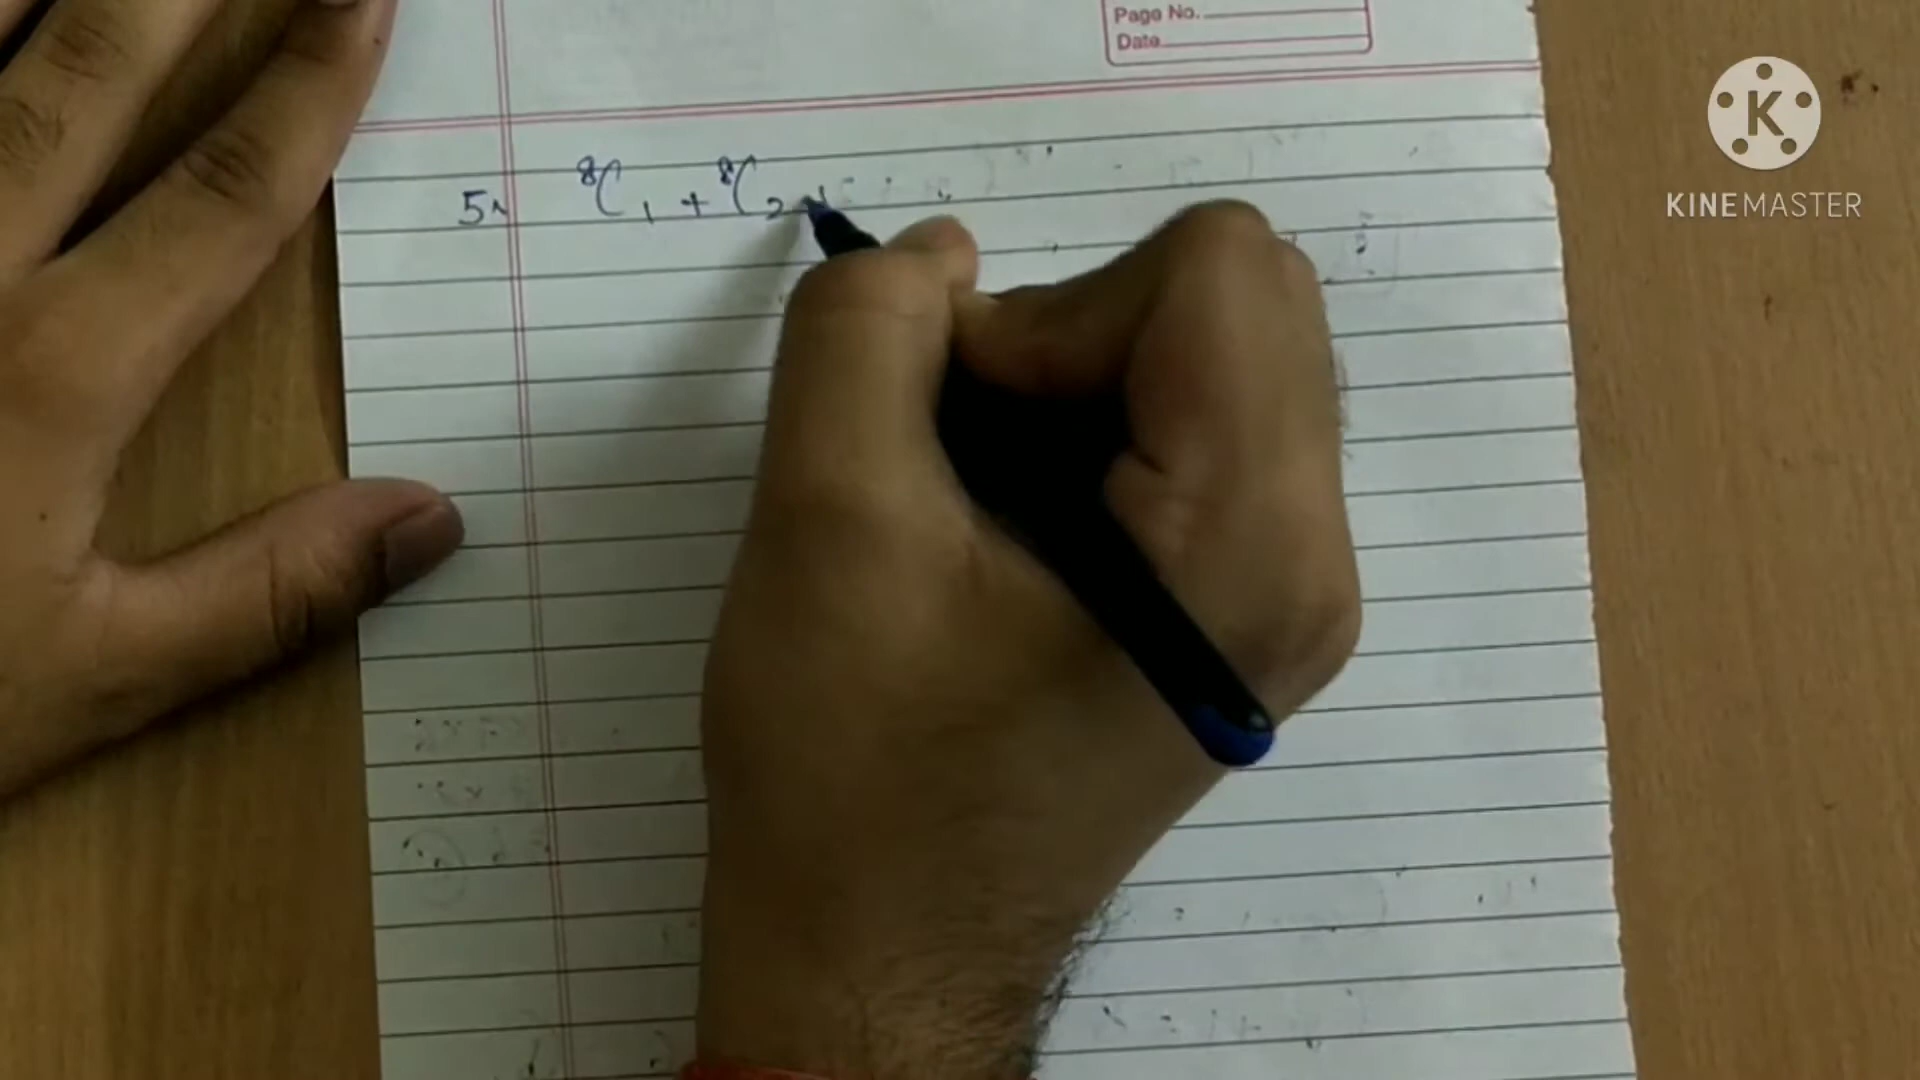 Page No.
Date
5. ⁸C₁ + ⁸C₂ +
K
KINEMASTER